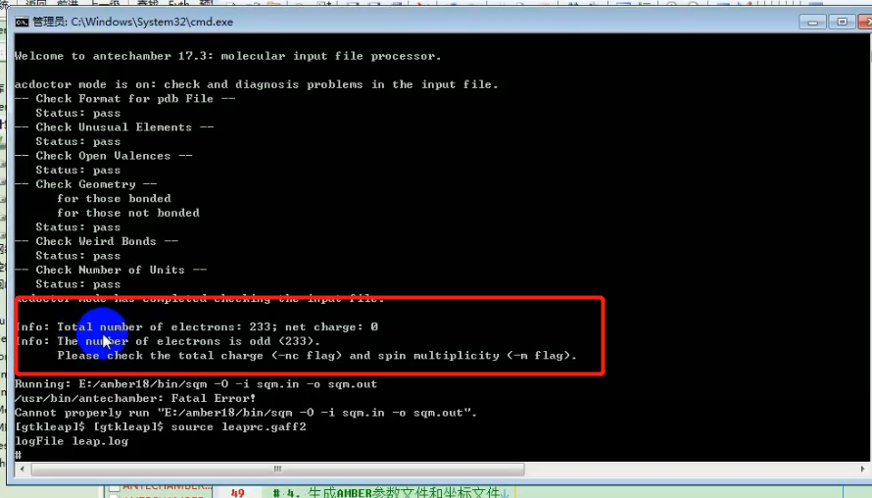 管理员: C:\Windows\System32\cmd.exe
Welcome to antechamber 17.3: molecular input file processor.
acdoctor mode is on: check and diagnosis problems in the input file.
-- Check Format for pdb File --
Status: pass
-- Check Unusual Elements --
Status: pass
-- Check Open Valences --
Status: pass
-- Check Geometry --
for those bonded
for those not bonded
Status: pass
-- Check Weird Bonds --
Status: pass
-- Check Number of Units --
Status: pass
acdoctor mode has completed checking the input file.
Info: Total number of electrons: 233; net charge: 0
Info: The number of electrons is odd (233).
Please check the total charge (-nc flag) and spin multiplicity (-m flag).
Running: E:/amber18/bin/sqm -O -i sqm.in -o sqm.out
/usr/bin/antechamber: Fatal Error!
Cannot properly run "E:/amber18/bin/sqm -O -i sqm.in -o sqm.out".
[gtkleap]$ [gtkleap]$ source leaprc.gaff2
logFile leap.log
#
49 # 4. 生成AMBER参数文件和坐标文件↓